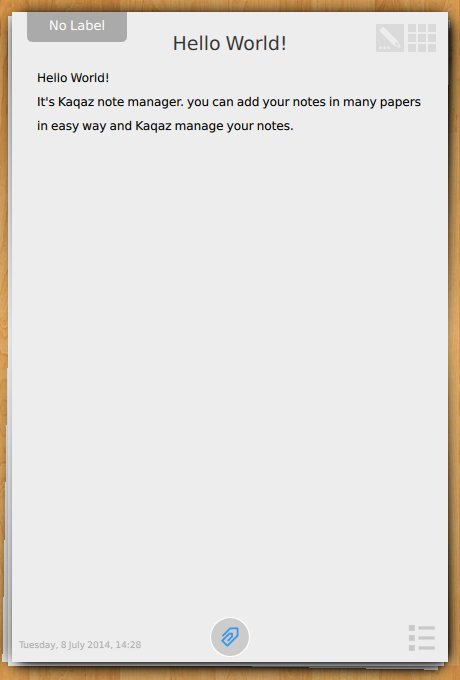 No Label
Hello World!
Hello World!
It's Kaqaz note manager. you can add your notes in many papers
in easy way and Kaqaz manage your notes.
Tuesday, 8 July 2014, 14:28